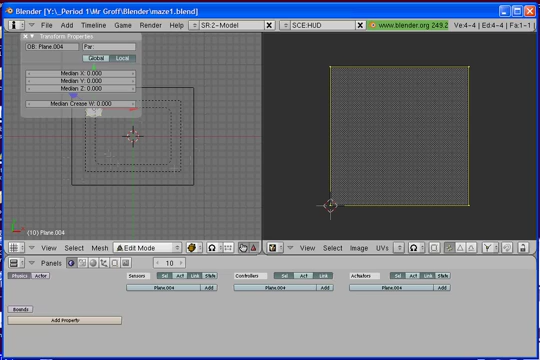 Blender [Y:\_Period 1\Mr Groff\Blender\maze1.blend]
File Add Timeline Game Render Help SR:2-Model SCE:HUD www.blender.org 249.2 Ve:4-4 | Ed:4-4 | Fa:1-1
Transform Properties
OB: Plane.004 Par:
Global Local
Median X: 0.000
Median Y: 0.000
Median Z: 0.000
Median Crease W: 0.000
(10) Plane.004
View Select Mesh Edit Mode View Select Image UVs
Panels 10
Physics Actor Sensors Sel Act Link State Controllers Sel Act Link Actuators Sel Act Link State
Plane.004 Add Plane.004 Add Plane.004 Add
Bounds
Add Property